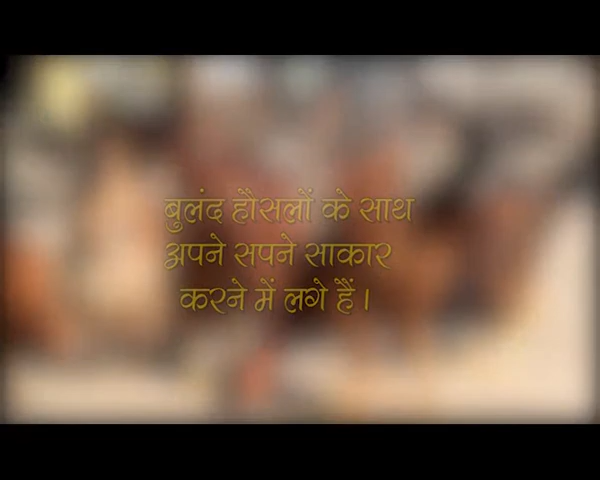 बुलंद हौसलों के साथ
अपने सपने साकार
करने में लगे हैं।